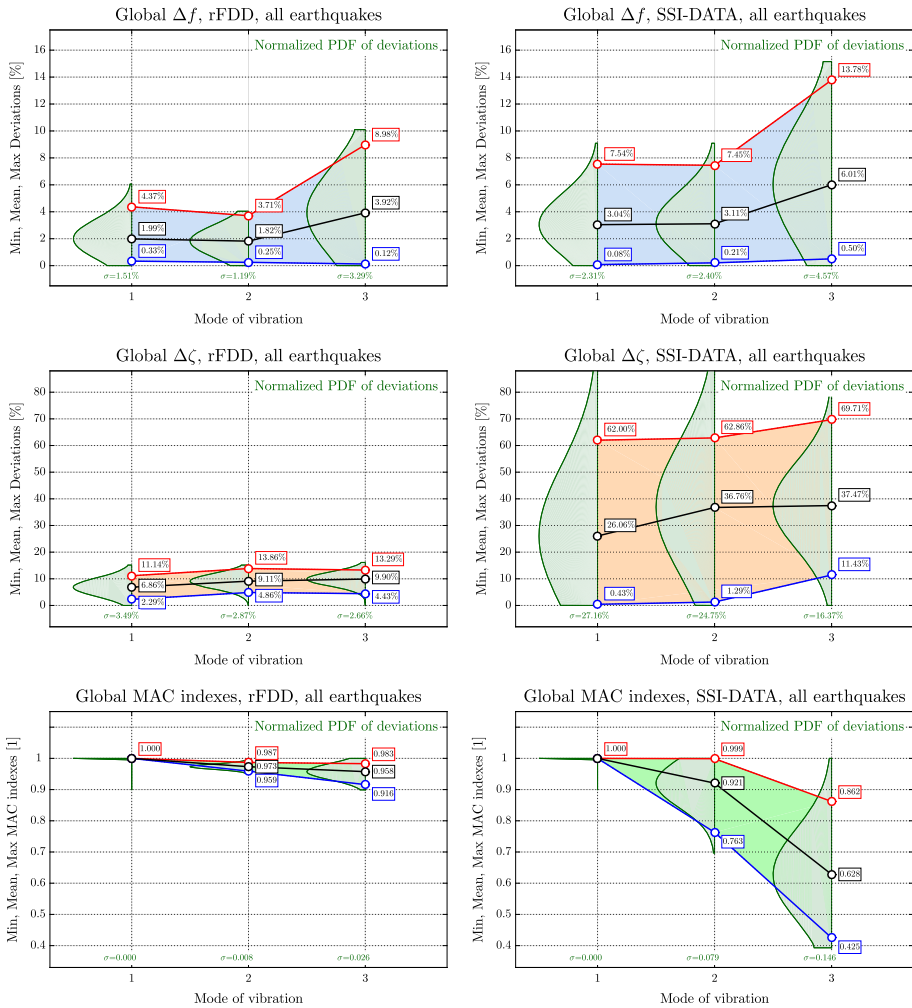 Global Δf, rFDD, all earthquakes
Normalized PDF of deviations
Min, Mean, Max Deviations [%]
16
14
12
10
8
6
4
2
0
4.37%
3.71%
8.98%
1.99%
1.82%
3.92%
0.33%
0.25%
0.12%
σ=1.51%
σ=1.19%
σ=3.29%
1
2
3
Mode of vibration
Global Δf, SSI-DATA, all earthquakes
Normalized PDF of deviations
Min, Mean, Max Deviations [%]
16
14
12
10
8
6
4
2
0
7.54%
7.45%
13.78%
3.04%
3.11%
6.01%
0.08%
0.21%
0.50%
σ=2.31%
σ=2.40%
σ=4.57%
1
2
3
Mode of vibration
Global Δζ, rFDD, all earthquakes
Normalized PDF of deviations
Min, Mean, Max Deviations [%]
80
70
60
50
40
30
20
10
0
11.14%
13.86%
13.29%
6.86%
9.11%
9.90%
2.29%
4.86%
4.43%
σ=3.49%
σ=2.87%
σ=2.66%
1
2
3
Mode of vibration
Global Δζ, SSI-DATA, all earthquakes
Normalized PDF of deviations
Min, Mean, Max Deviations [%]
80
70
60
50
40
30
20
10
0
62.00%
62.86%
69.71%
26.06%
36.76%
37.47%
0.43%
1.29%
11.43%
σ=27.16%
σ=24.75%
σ=16.37%
1
2
3
Mode of vibration
Global MAC indexes, rFDD, all earthquakes
Normalized PDF of deviations
Min, Mean, Max MAC indexes [1]
1
0.9
0.8
0.7
0.6
0.5
0.4
1.000
0.987
0.983
0.973
0.958
0.959
0.916
σ=0.000
σ=0.008
σ=0.026
1
2
3
Mode of vibration
Global MAC indexes, SSI-DATA, all earthquakes
Normalized PDF of deviations
Min, Mean, Max MAC indexes [1]
1
0.9
0.8
0.7
0.6
0.5
0.4
1.000
0.999
0.862
0.921
0.628
0.763
0.425
σ=0.000
σ=0.079
σ=0.146
1
2
3
Mode of vibration